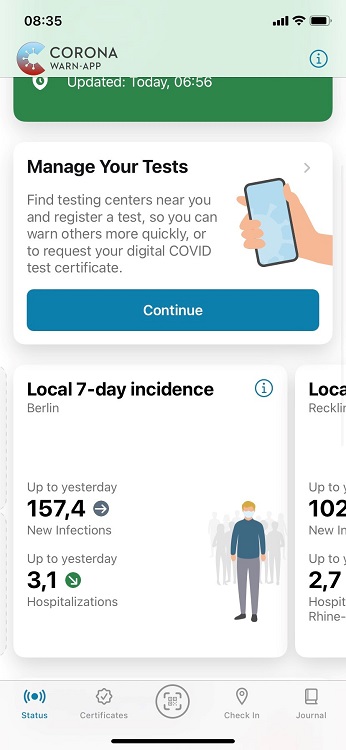 08:35
CORONA
WARN-APP
Updated: Today, 06:56
Manage Your Tests
Find testing centers near you
and register a test, so you can
warn others more quickly, or
to request your digital COVID
test certificate.
Continue
Local 7-day incidence
Berlin
Up to yesterday
157,4
New Infections
Up to yesterday
3,1
Hospitalizations
Loca
Recklin
Up to y
102
New In
Up to y
2,7
Hospit
Rhine-
Status
Certificates
Check In
Journal